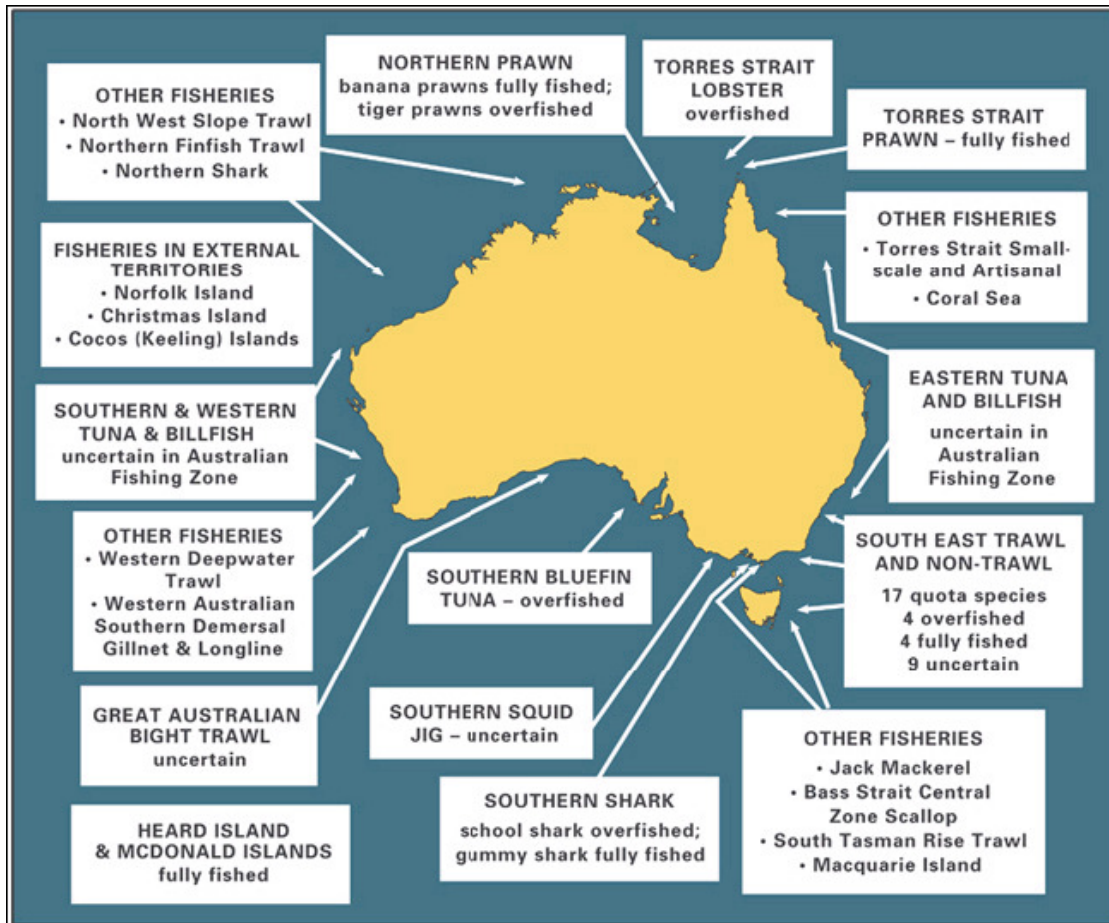 OTHER FISHERIES
• North West Slope Trawl
• Northern Finfish Trawl
• Northern Shark
NORTHERN PRAWN
banana prawns fully fished;
tiger prawns overfished
TORRES STRAIT
LOBSTER
overfished
TORRES STRAIT
PRAWN – fully fished
OTHER FISHERIES
• Torres Strait Small-
scale and Artisanal
• Coral Sea
FISHERIES IN EXTERNAL
TERRITORIES
• Norfolk Island
• Christmas Island
• Cocos (Keeling) Islands
EASTERN TUNA
AND BILLFISH
uncertain in
Australian
Fishing Zone
SOUTHERN & WESTERN
TUNA & BILLFISH
uncertain in Australian
Fishing Zone
OTHER FISHERIES
• Western Deepwater
Trawl
• Western Australian
Southern Demersal
Gillnet & Longline
SOUTHERN BLUEFIN
TUNA – overfished
SOUTH EAST TRAWL
AND NON-TRAWL
17 quota species
4 overfished
4 fully fished
9 uncertain
GREAT AUSTRALIAN
BIGHT TRAWL
uncertain
SOUTHERN SQUID
JIG – uncertain
OTHER FISHERIES
• Jack Mackerel
• Bass Strait Central
Zone Scallop
• South Tasman Rise Trawl
• Macquarie Island
SOUTHERN SHARK
school shark overfished;
gummy shark fully fished
HEARD ISLAND
& MCDONALD ISLANDS
fully fished